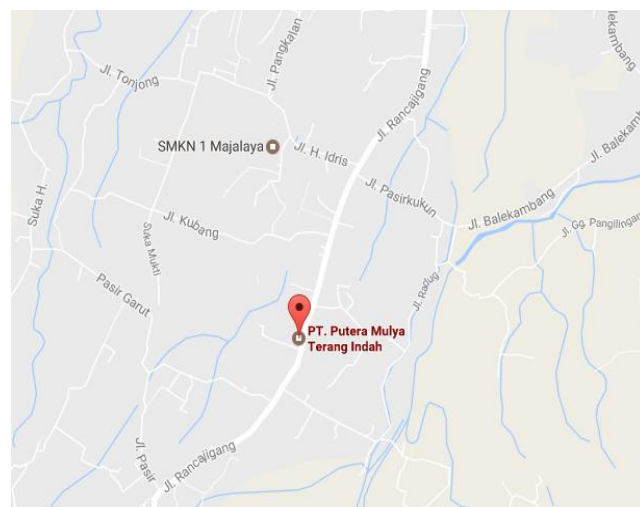 Jl. Tonjong
Jl. Pangkalan
Jl. Rancajigang
Balekambang
SMKN 1 Majalaya
Jl. H. Idris
Jl. Balekambang
Jl. Pasirkukun
Suka H.
Jl. Kubang
Suka Mukti
Jl. Balekambang
Jl. Gg. Pangilingan
Pasir Garut
Jl. Radug
PT. Putera Mulya
Terang Indah
Jl. Pasir
Jl. Rancajigang